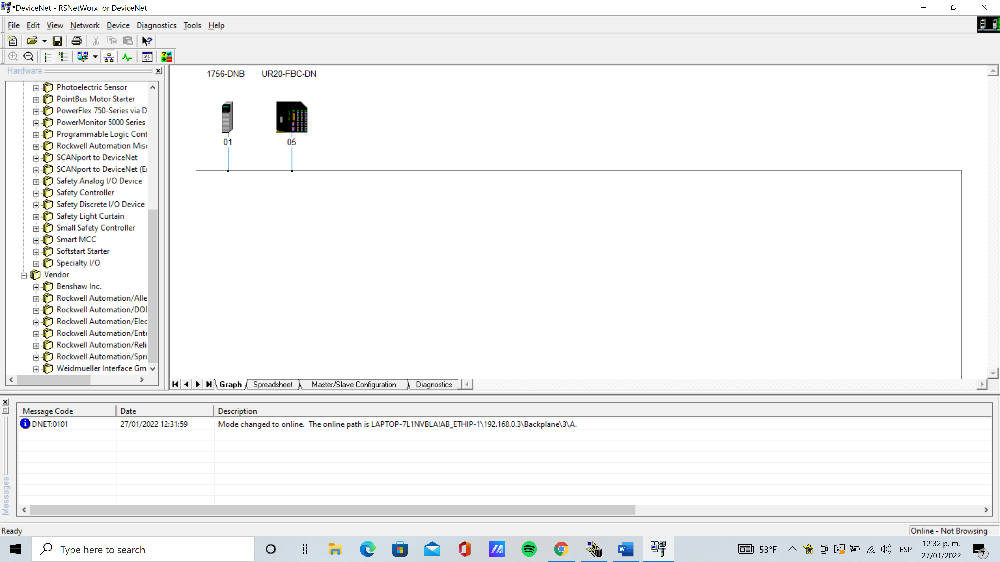 *DeviceNet - RSNetWorx for DeviceNet
File Edit View Network Device Diagnostics Tools Help
Hardware
Photoelectric Sensor
PointBus Motor Starter
PowerFlex 750-Series via D
PowerMonitor 5000 Series
Programmable Logic Cont
Rockwell Automation Misc
SCANport to DeviceNet
SCANport to DeviceNet (Er
Safety Analog I/O Device
Safety Controller
Safety Discrete I/O Device
Safety Light Curtain
Small Safety Controller
Smart MCC
Softstart Starter
Specialty I/O
Vendor
Benshaw Inc.
Rockwell Automation/Alle
Rockwell Automation/DOD
Rockwell Automation/Elec
Rockwell Automation/Ente
Rockwell Automation/Reli
Rockwell Automation/Spre
Weidmueller Interface Gm
1756-DNB UR20-FBC-DN
01 05
Graph Spreadsheet Master/Slave Configuration Diagnostics
Messages
Message Code Date Description
DNET:0101 27/01/2022 12:31:59 Mode changed to online. The online path is LAPTOP-7L1NVBLA!AB_ETHIP-1\192.168.0.3\Backplane\3\A.
Ready
Online - Not Browsing
Type here to search
53°F
ESP
12:32 p. m.
27/01/2022
7